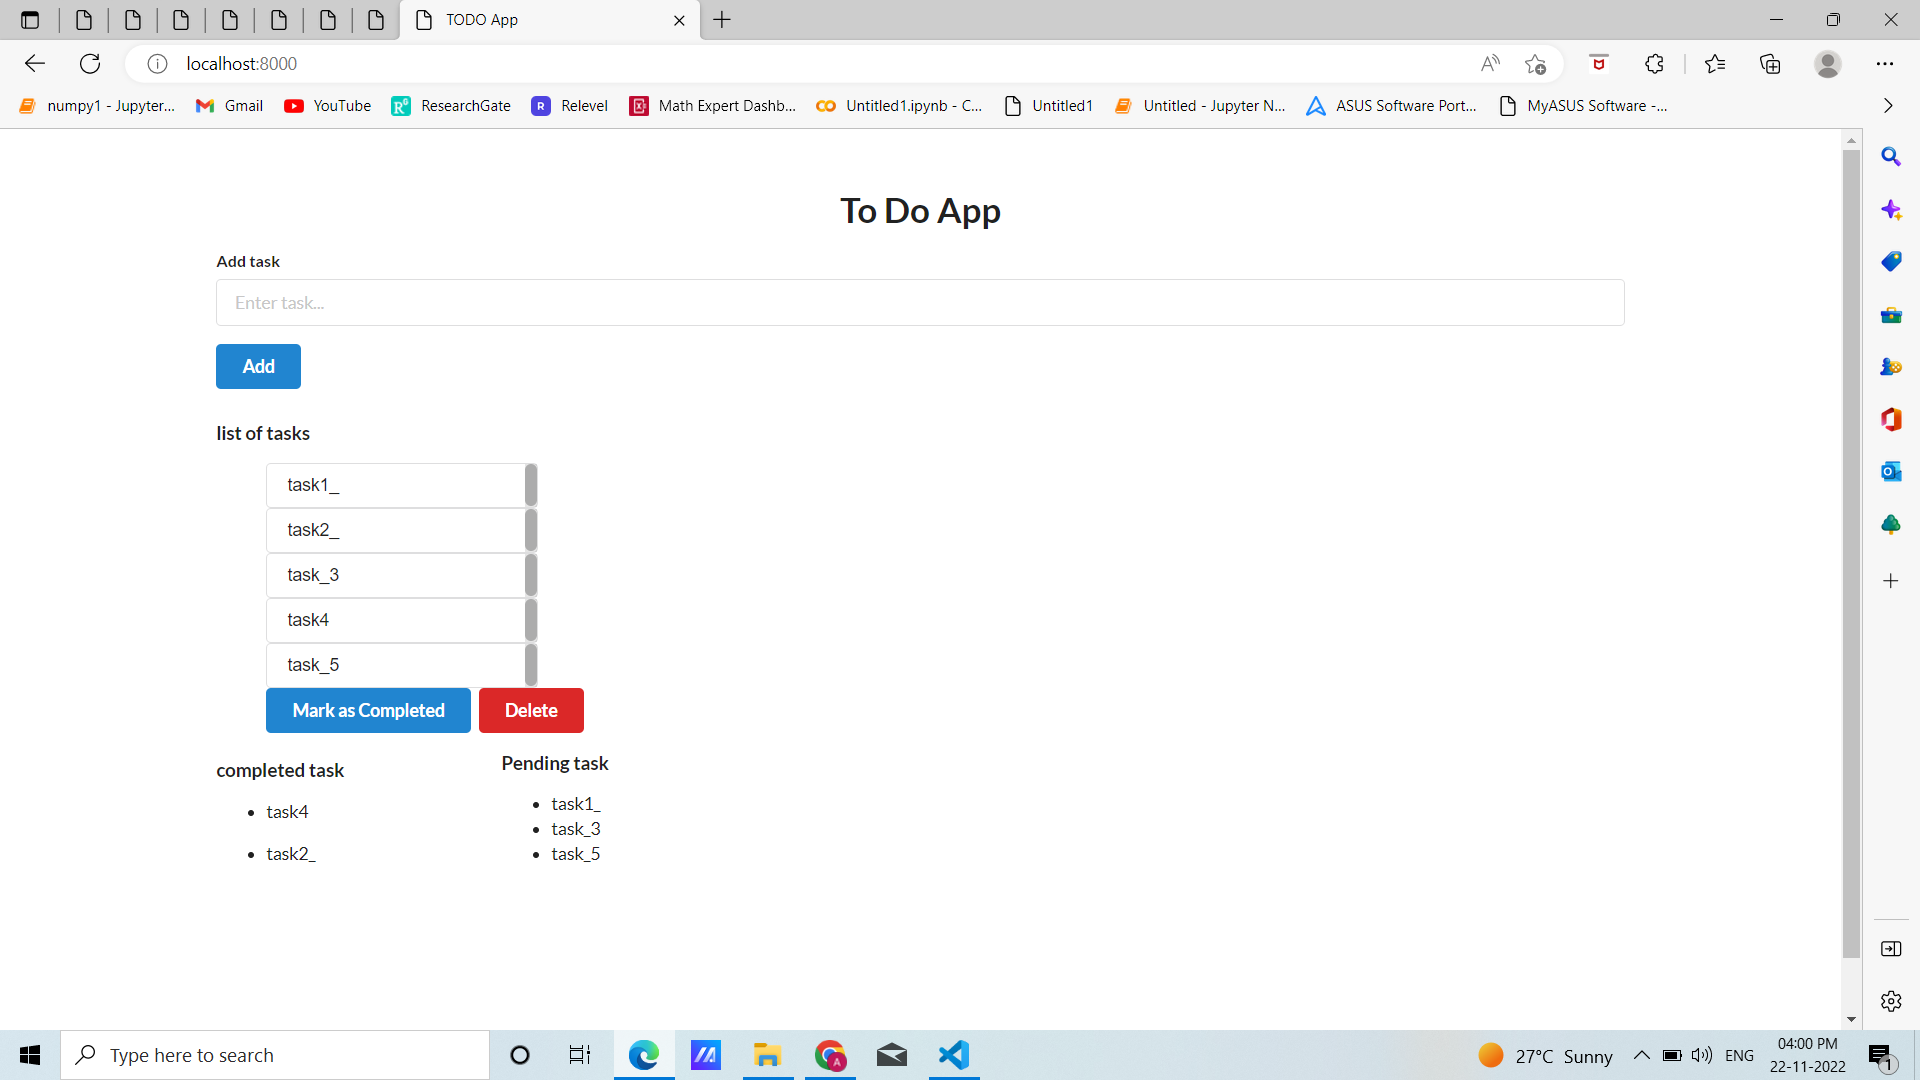 TODO App
localhost:8000
numpy1 - Jupyter... Gmail YouTube ResearchGate Relevel Math Expert Dashb... Untitled1.ipynb - C... Untitled1 Untitled - Jupyter N... ASUS Software Port... MyASUS Software -...
To Do App
Add task
Enter task...
Add
list of tasks
task1_
task2_
task_3
task4
task_5
Mark as Completed Delete
completed task
task4
task2_
Pending task
task1_
task_3
task_5
Type here to search
27°C Sunny
ENG
04:00 PM
22-11-2022
1